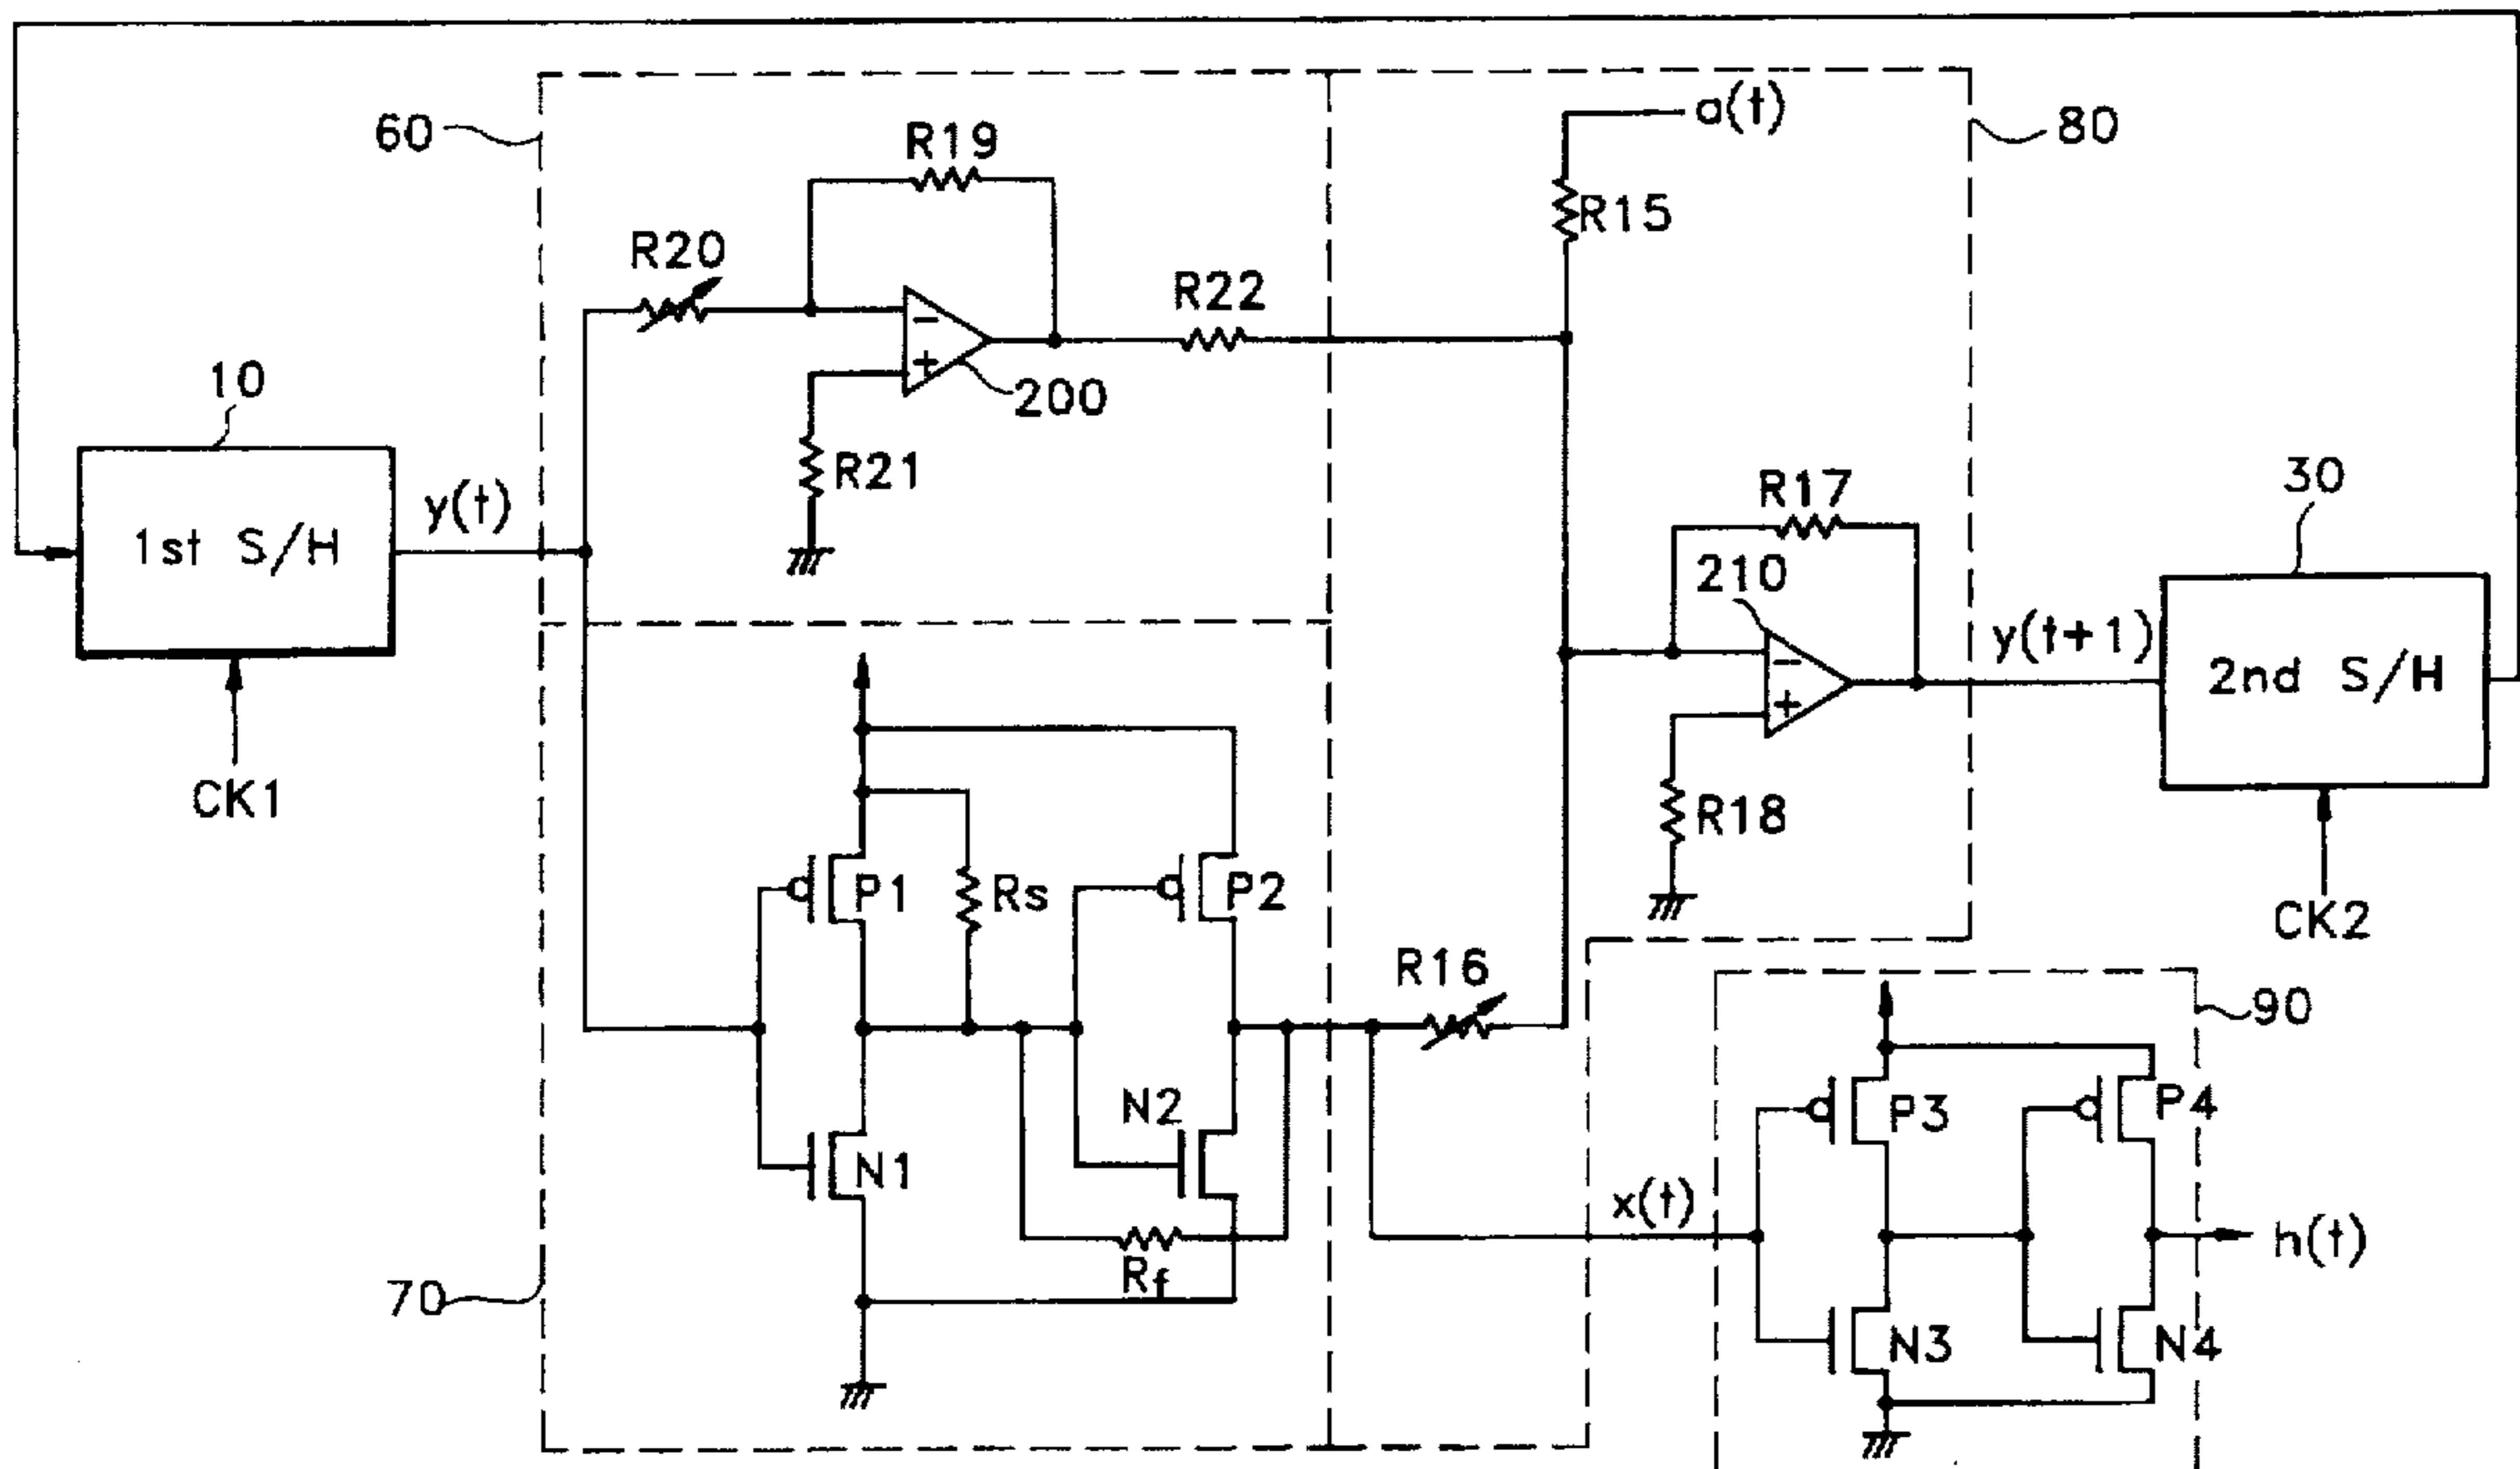 a(t)
60
80
R19
R15
R20
R22
200
10
R21
y(t)
1st S/H
R17
30
210
y(t+1)
2nd S/H
CK1
R18
P1
Rs
P2
CK2
R16
90
N2
P3
P4
N1
x(t)
h(t)
Rf
70
N3
N4